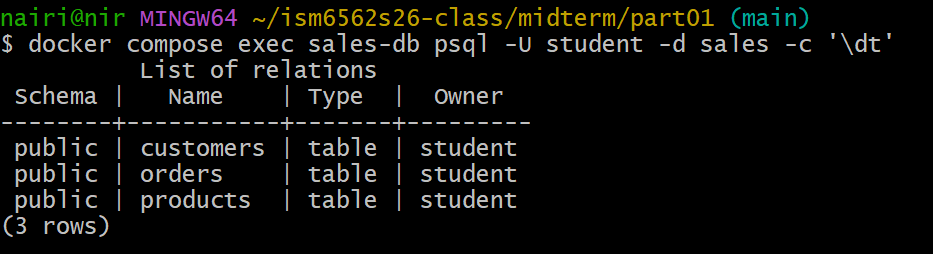 nairi@nir MINGW64 ~/ism6562s26-class/midterm/part01 (main)
$ docker compose exec sales-db psql -U student -d sales -c '\dt'
          List of relations
 Schema |   Name    | Type  |  Owner
--------+-----------+-------+---------
 public | customers | table | student
 public | orders    | table | student
 public | products  | table | student
(3 rows)